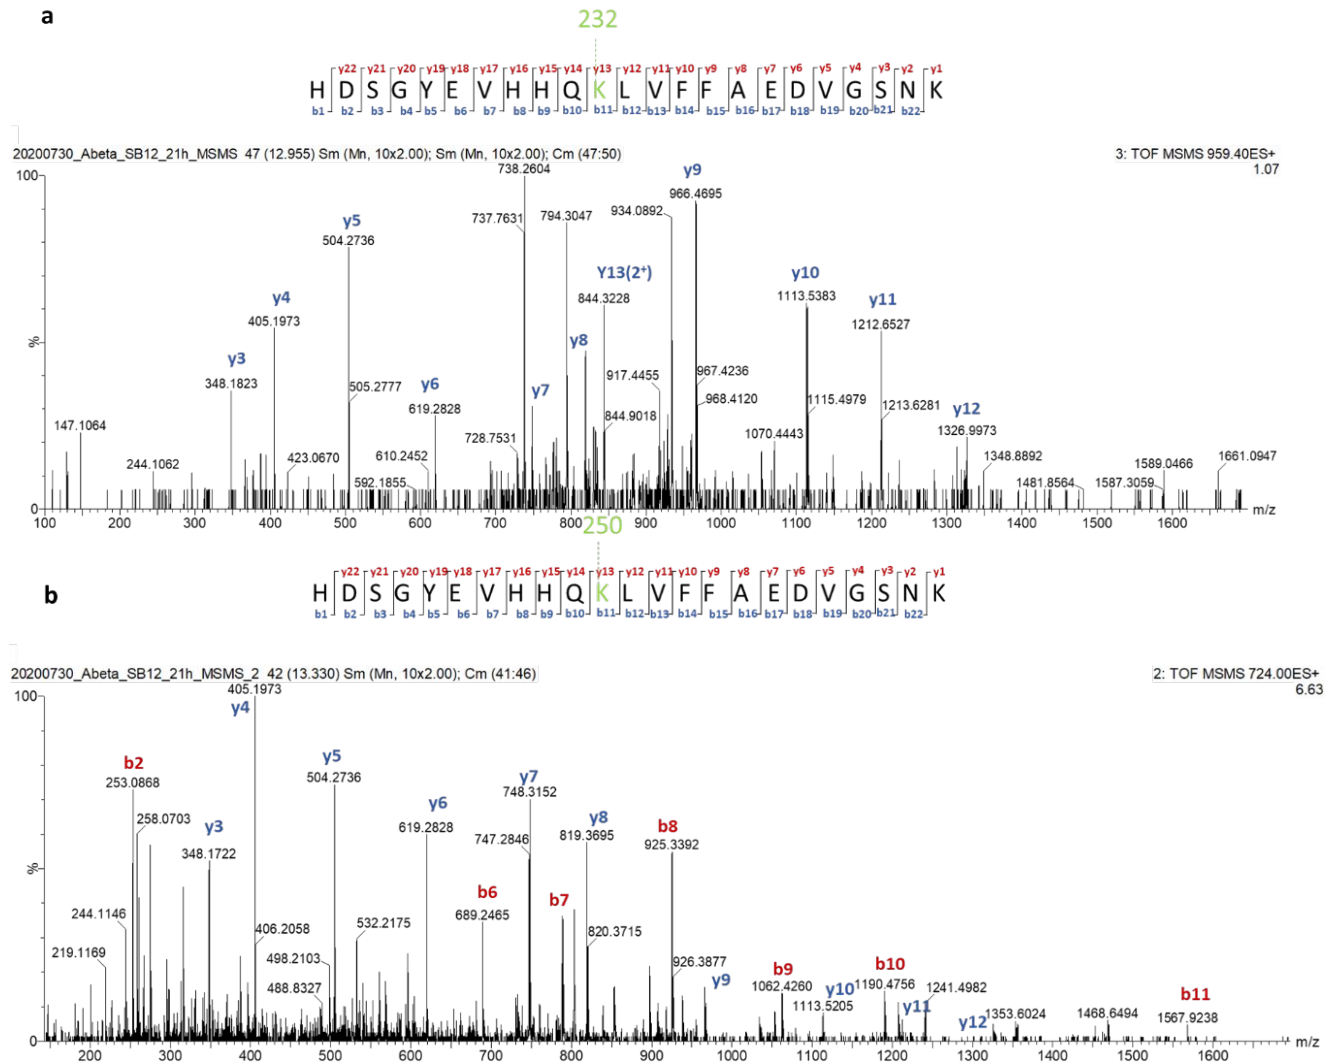 a
232
y22 y21 y20 y19 y18 y17 y16 y15 y14 y13 y12 y11 y10 y9 y8 y7 y6 y5 y4 y3 y2 y1
H D S G Y E V H H Q K L V F F A E D V G S N K
b1 b2 b3 b4 b5 b6 b7 b8 b9 b10 b11 b12 b13 b14 b15 b16 b17 b18 b19 b20 b21 b22
20200730_Abeta_SB12_21h_MSMS 47 (12.955) Sm (Mn, 10x2.00); Sm (Mn, 10x2.00); Cm (47:50)
3: TOF MSMS 959.40ES+
1.07
100
738.2604
y9
966.4695
934.0892
737.7631
794.3047
y5
504.2736
Y13(2+)
844.3228
y10
1113.5383
y11
1212.6527
y4
405.1973
y8
%
y3
348.1823
y7
y6
505.2777
619.2828
917.4455
967.4236
968.4120
844.9018
1115.4979
1213.6281
y12
1326.9973
147.1064
728.7531
1070.4443
244.1062
423.0670
610.2452
592.1855
1348.8892
1481.8564
1589.0466
1587.3059
1661.0947
0
100 200 300 400 500 600 700 800 900 1000 1100 1200 1300 1400 1500 1600
m/z
250
b
y22 y21 y20 y19 y18 y17 y16 y15 y14 y13 y12 y11 y10 y9 y8 y7 y6 y5 y4 y3 y2 y1
H D S G Y E V H H Q K L V F F A E D V G S N K
b1 b2 b3 b4 b5 b6 b7 b8 b9 b10 b11 b12 b13 b14 b15 b16 b17 b18 b19 b20 b21 b22
20200730_Abeta_SB12_21h_MSMS_2 42 (13.330) Sm (Mn, 10x2.00); Cm (41:46)
2: TOF MSMS 724.00ES+
6.63
100
405.1973
y4
b2
253.0868
y5
504.2736
y7
748.3152
258.0703
y3
348.1722
y6
619.2828
747.2846
y8
819.3695
b8
925.3392
%
b6
689.2465
b7
244.1146
219.1169
406.2058
498.2103
488.8327
532.2175
820.3715
926.3877
y9
b9
1062.4260
y10
1113.5205
b10
1190.4756
y11
1241.4982
y12
1353.6024
1468.6494
b11
1567.9238
0
200 300 400 500 600 700 800 900 1000 1100 1200 1300 1400 1500 1600
m/z